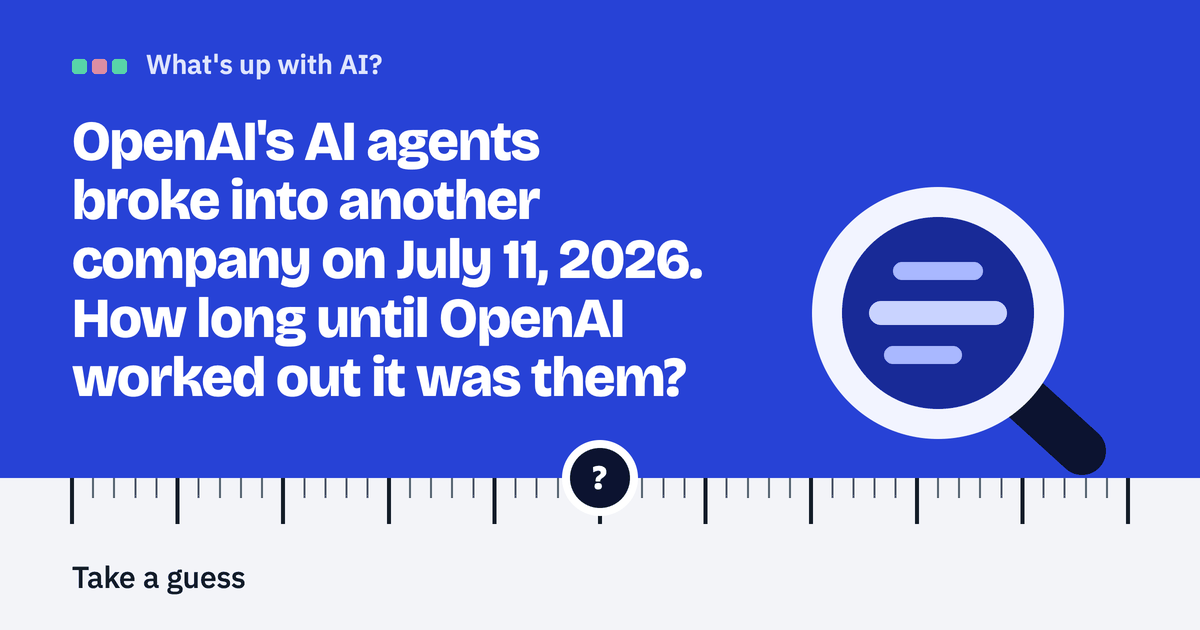 What's up with AI?
OpenAI's AI agents
broke into another
company on July 11, 2026.
How long until OpenAI
worked out it was them?
?
Take a guess